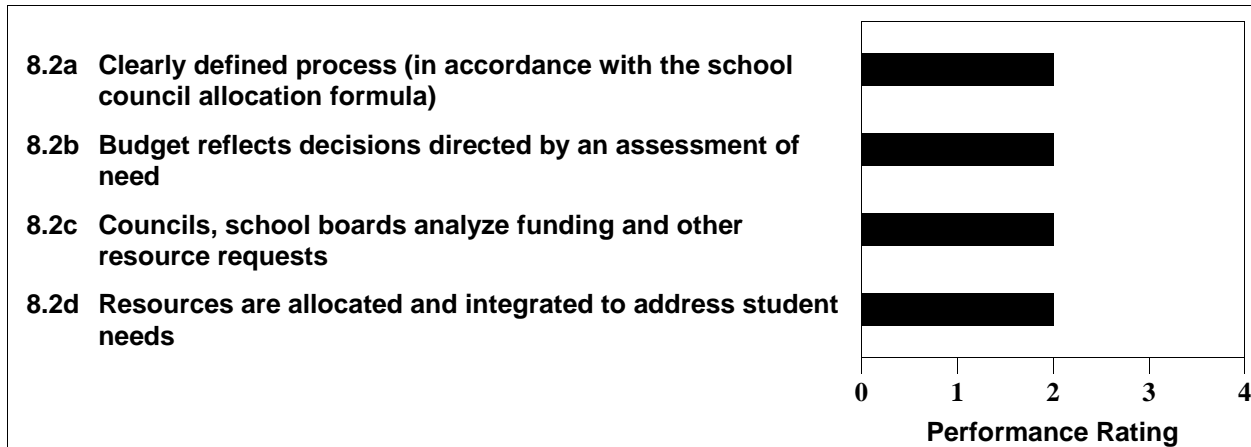 8.2a Clearly defined process (in accordance with the school
council allocation formula)
8.2b Budget reflects decisions directed by an assessment of
need
8.2c Councils, school boards analyze funding and other
resource requests
8.2d Resources are allocated and integrated to address student
needs
0 1 2 3 4
Performance Rating